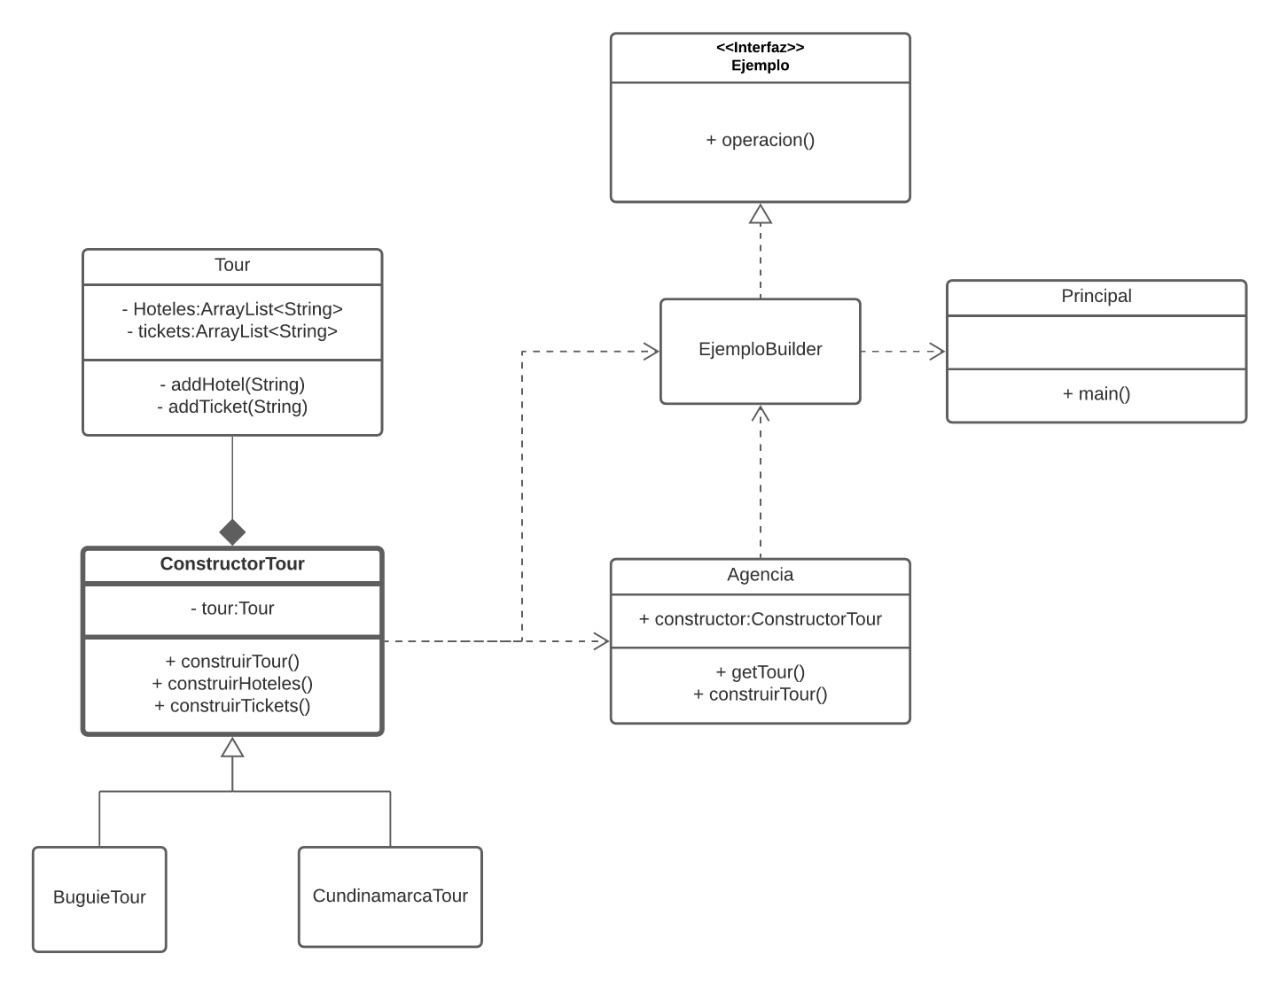 <<Interfaz>>
Ejemplo
+ operacion()
Tour
- Hoteles:ArrayList<String>
- tickets:ArrayList<String>
- addHotel(String)
- addTicket(String)
EjemploBuilder
Principal
+ main()
ConstructorTour
- tour:Tour
+ construirTour()
+ construirHoteles()
+ construirTickets()
Agencia
+ constructor:ConstructorTour
+ getTour()
+ construirTour()
BuguieTour
CundinamarcaTour